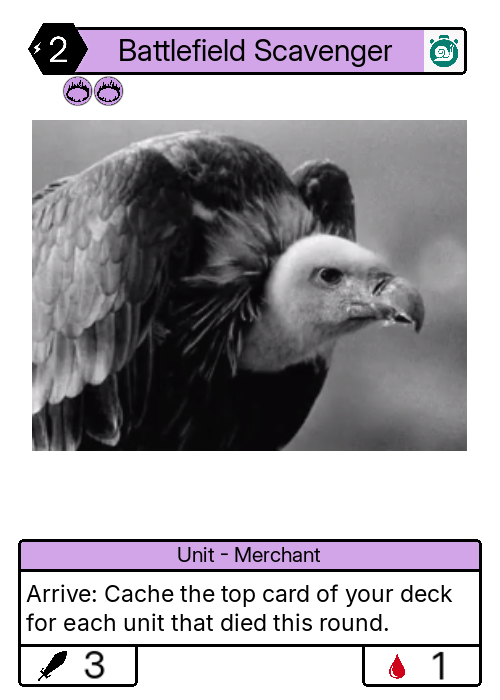 2 Battlefield Scavenger
Unit - Merchant
Arrive: Cache the top card of your deck
for each unit that died this round.
3 1